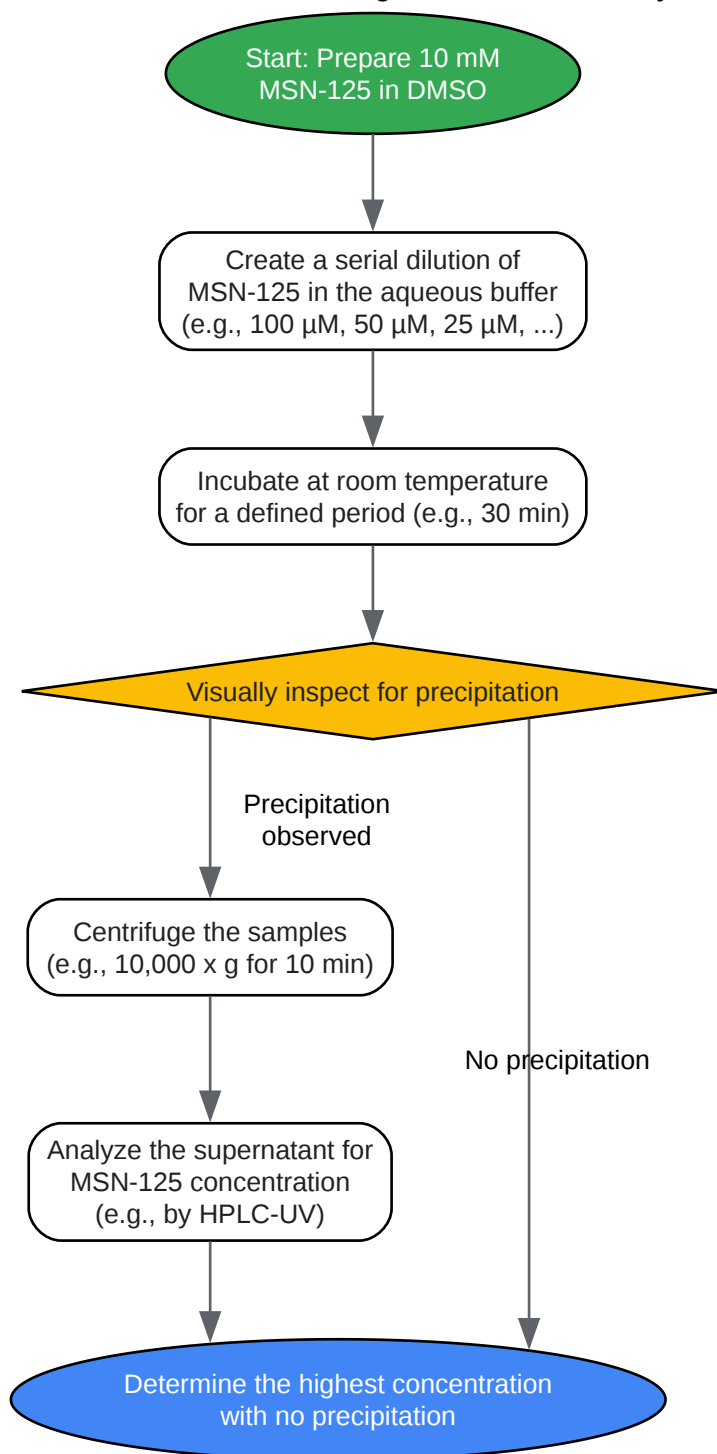 Start: Prepare 10 mM
MSN-125 in DMSO
Create a serial dilution of
MSN-125 in the aqueous buffer
(e.g., 100 µM, 50 µM, 25 µM, ...)
Incubate at room temperature
for a defined period (e.g., 30 min)
Visually inspect for precipitation
Precipitation
observed
Centrifuge the samples
(e.g., 10,000 x g for 10 min)
No precipitation
Analyze the supernatant for
MSN-125 concentration
(e.g., by HPLC-UV)
Determine the highest concentration
with no precipitation